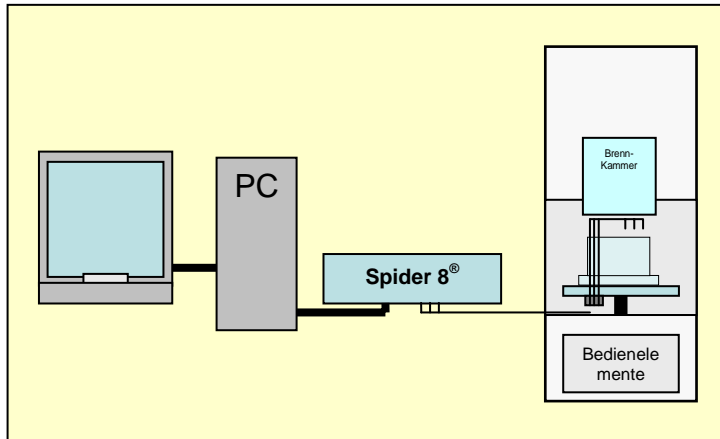 PC
Spider 8®
Brenn-
Kammer
Bedienele
mente